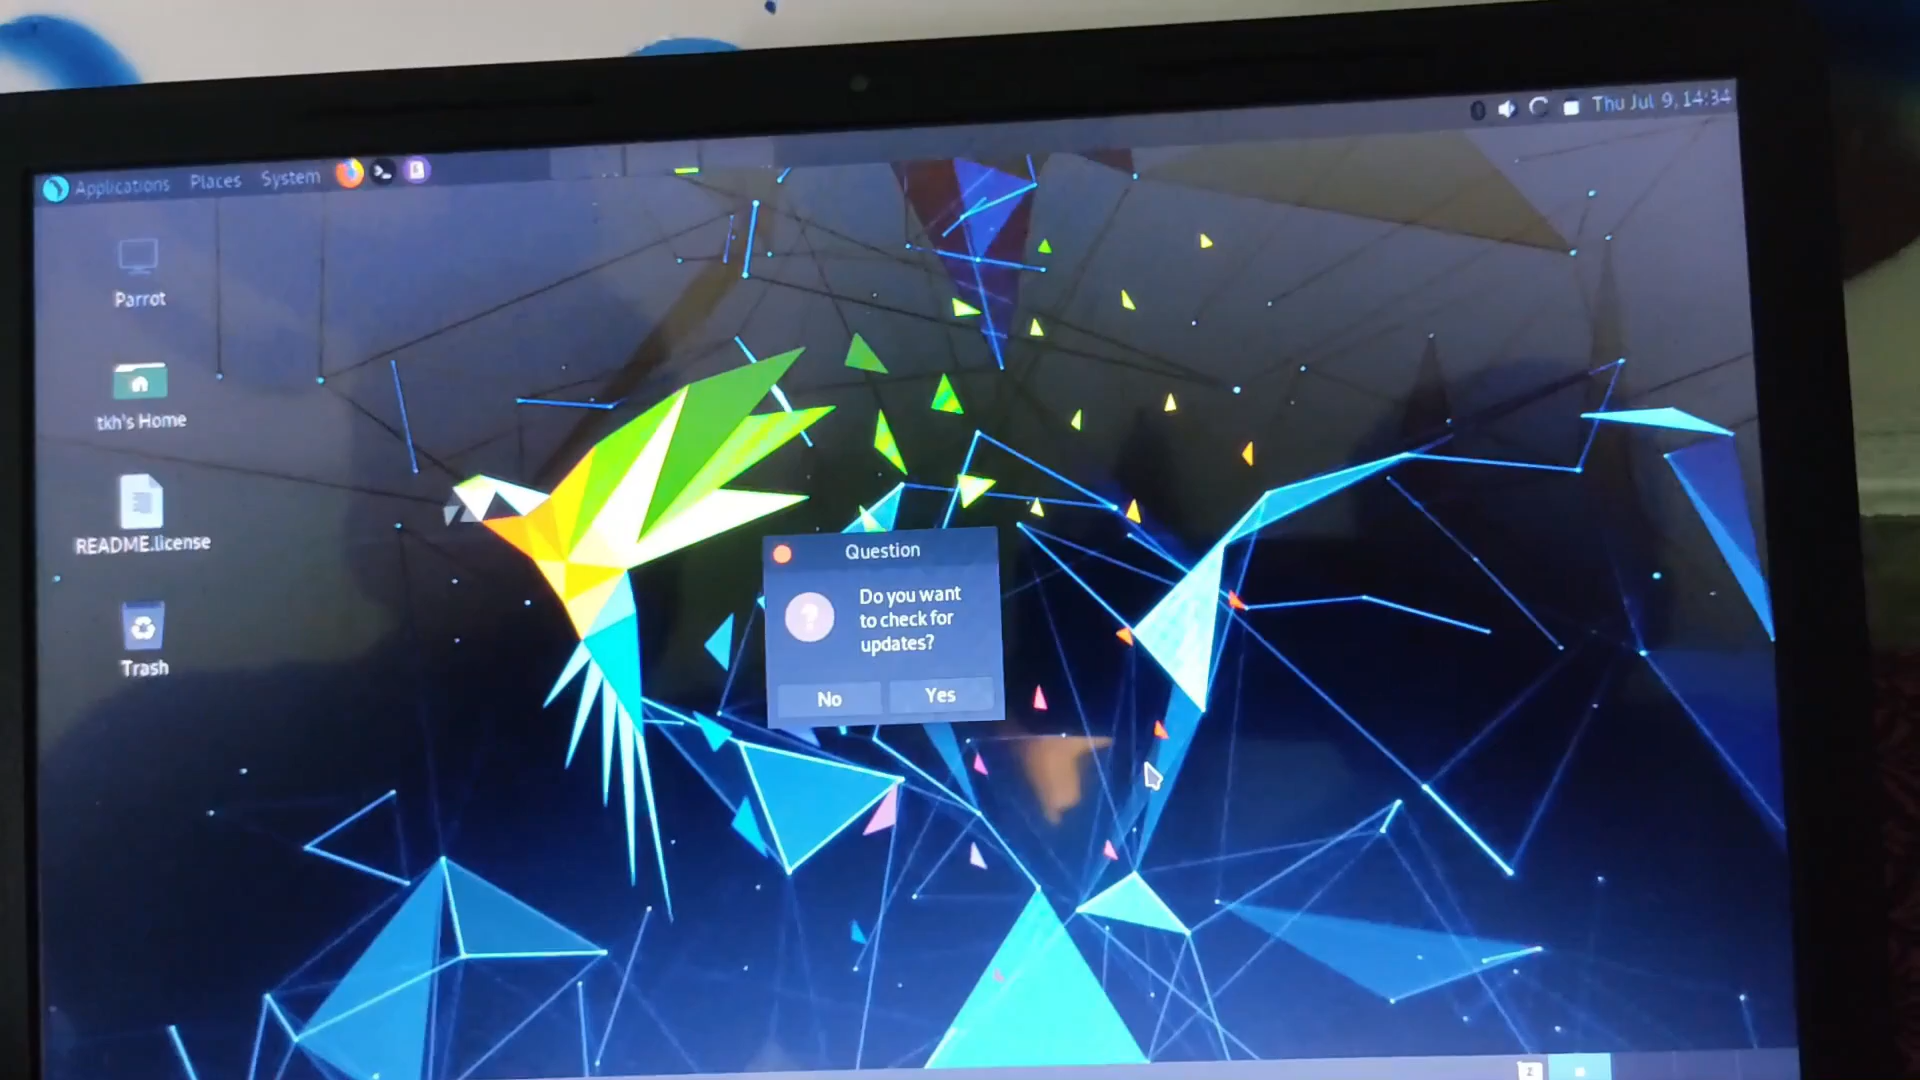 Thu Jul 9, 14:34
Applications Places System
Parrot
tkh's Home
README.license
Trash
Question
Do you want
to check for
updates?
No Yes